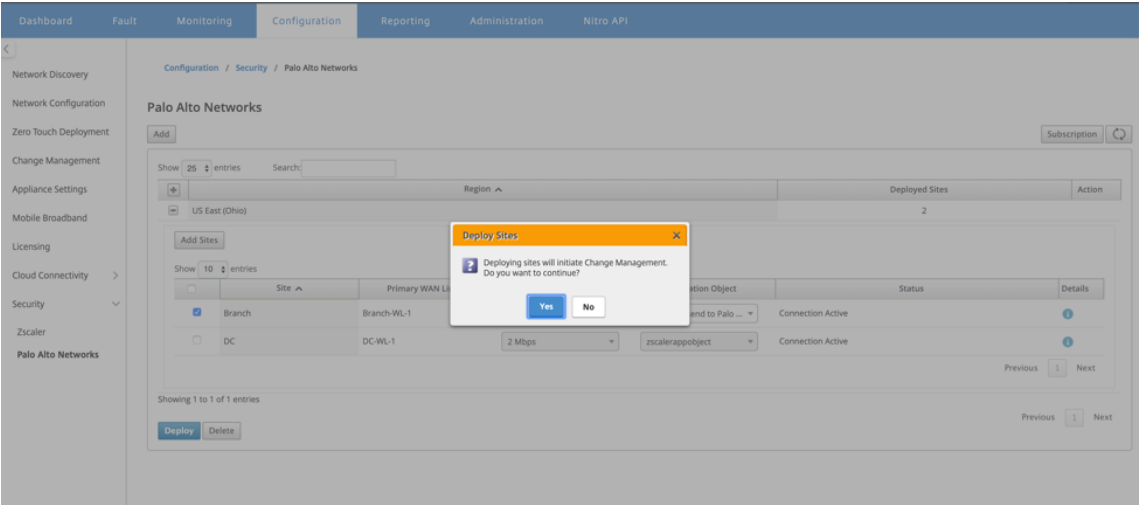 Dashboard Fault Monitoring Configuration Reporting Administration Nitro API
Network Discovery
Network Configuration
Zero Touch Deployment
Change Management
Appliance Settings
Mobile Broadband
Licensing
Cloud Connectivity
Security
Zscaler
Palo Alto Networks
Configuration / Security / Palo Alto Networks
Palo Alto Networks
Add
Subscription
Show 25 entries Search:
Region Deployed Sites Action
US East (Ohio) 2
Add Sites
Show 10 entries
Site Primary WAN Object Status Details
Branch Branch-WL-1 end to Palo ... Connection Active
DC DC-WL-1 2 Mbps zscalerappobject Connection Active
Previous 1 Next
Showing 1 to 1 of 1 entries
Previous 1 Next
Deploy Delete
Deploy Sites
Deploying sites will initiate Change Management.
Do you want to continue?
Yes No